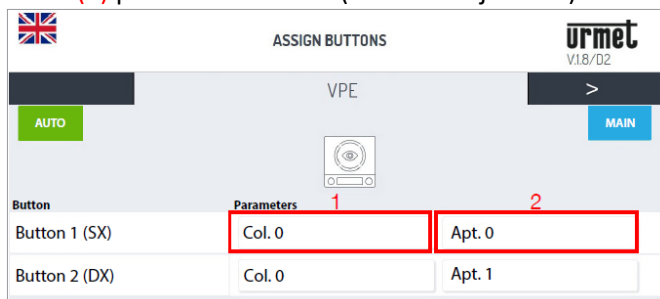 ASSIGN BUTTONS
urmet
V.1.8/D2
VPE >
AUTO MAIN
Button Parameters 1 2
Button 1 (SX) Col. 0 Apt. 0
Button 2 (DX) Col. 0 Apt. 1